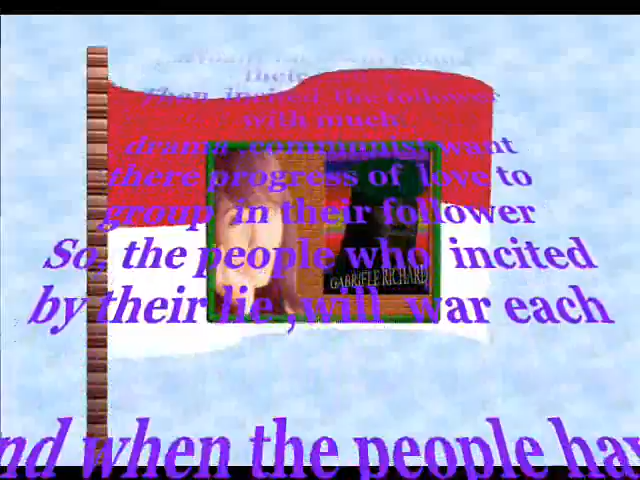 their
Then incited the follower
with much
drama communist want
there progress of love to
group in their follower
So, the people who incited
by their lie ,will war each
GABRIELE RICHARD
nd when the people hav